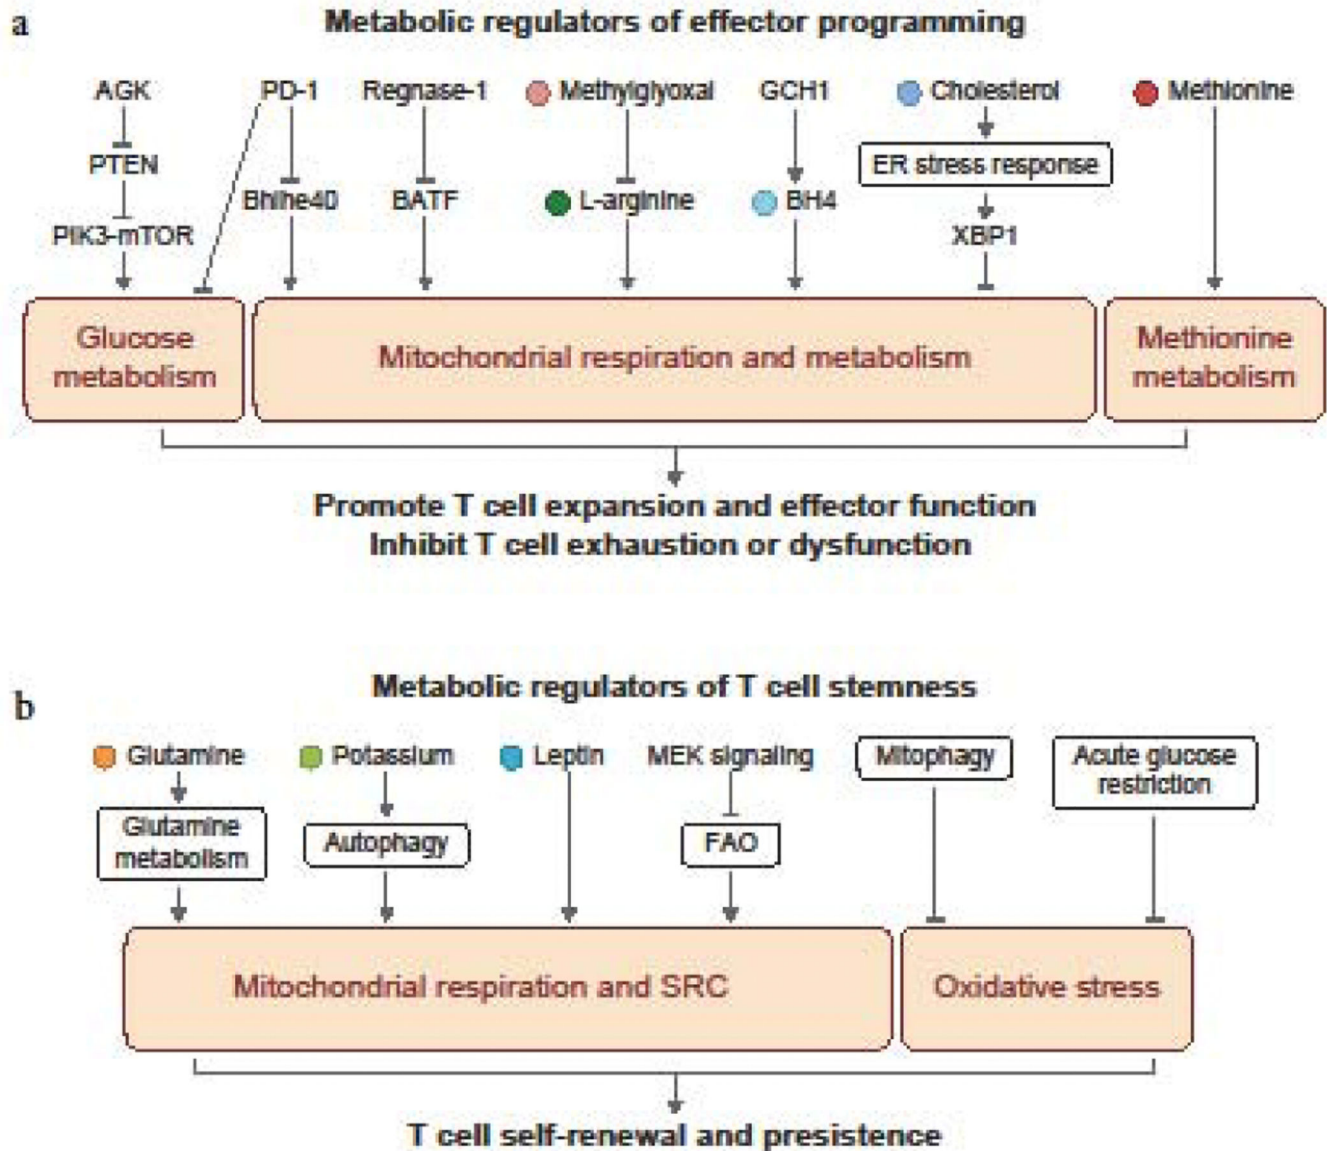 a
Metabolic regulators of effector programming
AGK PD-1 Regnase-1 Methylglyoxal GCH1 Cholesterol Methionine
PTEN ER stress response
Bhlhe40 BATF L-arginine BH4
PIK3-mTOR XBP1
Glucose
metabolism
Mitochondrial respiration and metabolism
Methionine
metabolism
Promote T cell expansion and effector function
Inhibit T cell exhaustion or dysfunction
b
Metabolic regulators of T cell stemness
Glutamine Potassium Leptin MEK signaling Mitophagy
Acute glucose
restriction
Glutamine
metabolism
Autophagy FAO
Mitochondrial respiration and SRC Oxidative stress
T cell self-renewal and presistence